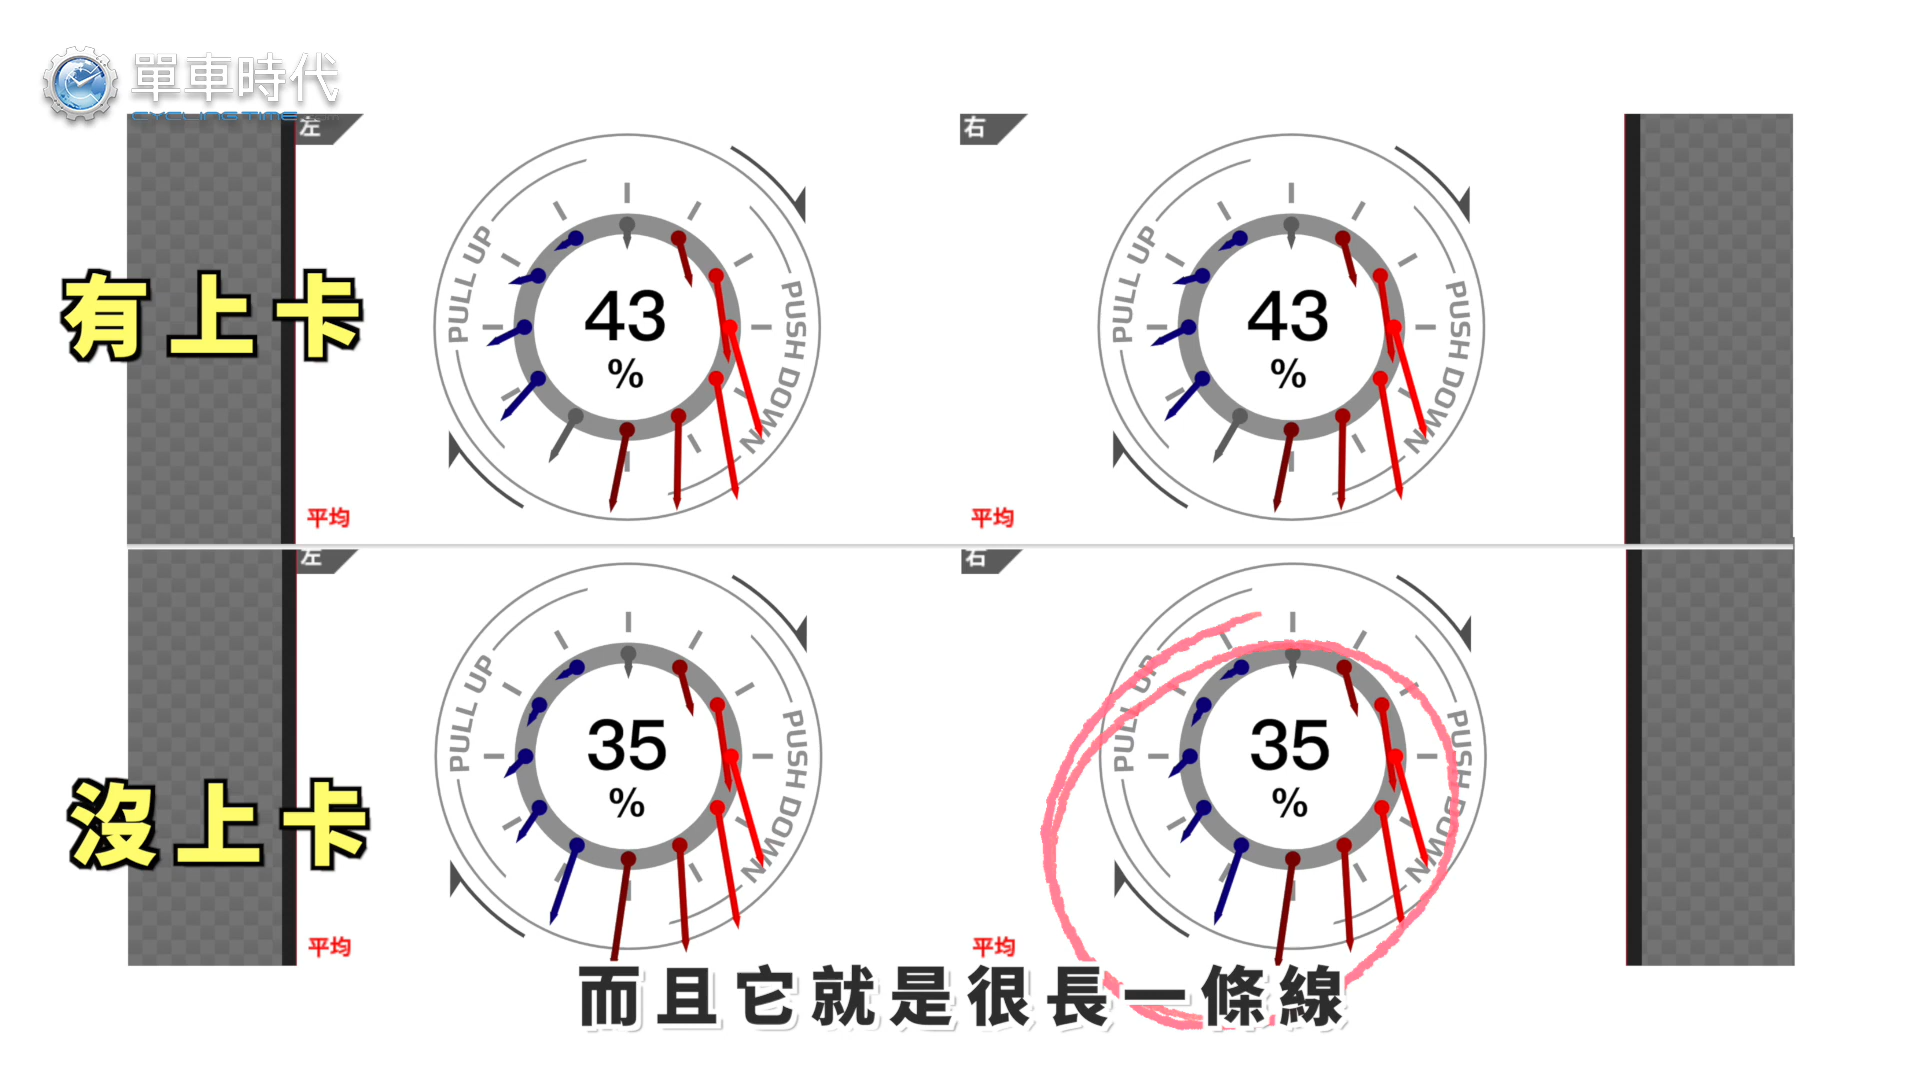 單車時代
CYCLINGTIME.com
左
右
有上卡
PULL UP
PUSH DOWN
43
%
PULL UP
PUSH DOWN
43
%
平均
平均
左
右
沒上卡
PULL UP
PUSH DOWN
35
%
PULL UP
PUSH DOWN
35
%
平均
平均
而且它就是很長一條線